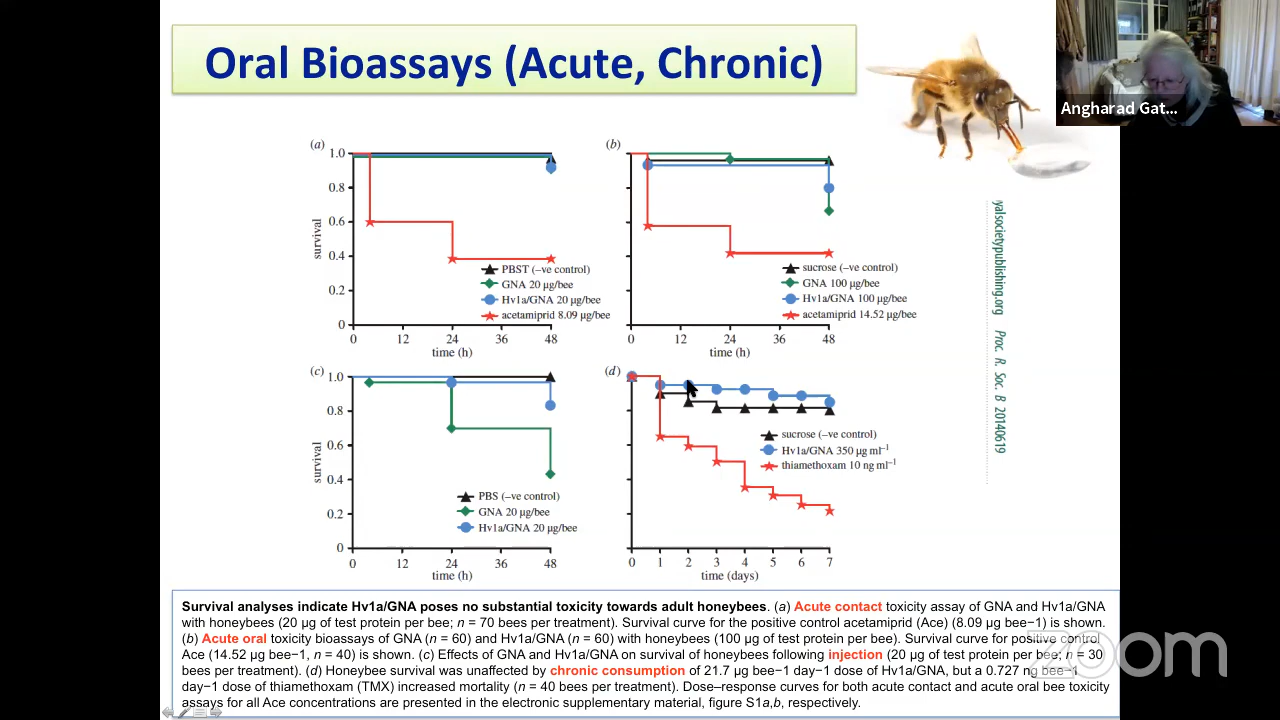 Oral Bioassays (Acute, Chronic)
Angharad Gat...
(a)
1.0
0.8
0.6
0.4
0.2
0
survival
PBST (–ve control)
GNA 20 µg/bee
Hv1a/GNA 20 µg/bee
acetamiprid 8.09 µg/bee
0 12 24 36 48
time (h)
(b)
sucrose (–ve control)
GNA 100 µg/bee
Hv1a/GNA 100 µg/bee
acetamiprid 14.52 µg/bee
0 12 24 36 48
time (h)
(c)
1.0
0.8
0.6
0.4
0.2
0
survival
PBS (–ve control)
GNA 20 µg/bee
Hv1a/GNA 20 µg/bee
0 12 24 36 48
time (h)
(d)
sucrose (–ve control)
Hv1a/GNA 350 µg ml⁻¹
thiamethoxam 10 ng ml⁻¹
0 1 2 3 4 5 6 7
time (days)
yalsocietypublishing.org Proc. R. Soc. B 20140619
Survival analyses indicate Hv1a/GNA poses no substantial toxicity towards adult honeybees. (a) Acute contact toxicity assay of GNA and Hv1a/GNA
with honeybees (20 µg of test protein per bee; n = 70 bees per treatment). Survival curve for the positive control acetamiprid (Ace) (8.09 µg bee−1) is shown.
(b) Acute oral toxicity bioassays of GNA (n = 60) and Hv1a/GNA (n = 60) with honeybees (100 µg of test protein per bee). Survival curve for positive control
Ace (14.52 µg bee−1, n = 40) is shown. (c) Effects of GNA and Hv1a/GNA on survival of honeybees following injection (20 µg of test protein per bee; n = 30
bees per treatment). (d) Honeybee survival was unaffected by chronic consumption of 21.7 µg bee−1 day−1 dose of Hv1a/GNA, but a 0.727 ng bee−1
day−1 dose of thiamethoxam (TMX) increased mortality (n = 40 bees per treatment). Dose–response curves for both acute contact and acute oral bee toxicity
assays for all Ace concentrations are presented in the electronic supplementary material, figure S1a,b, respectively.
zoom